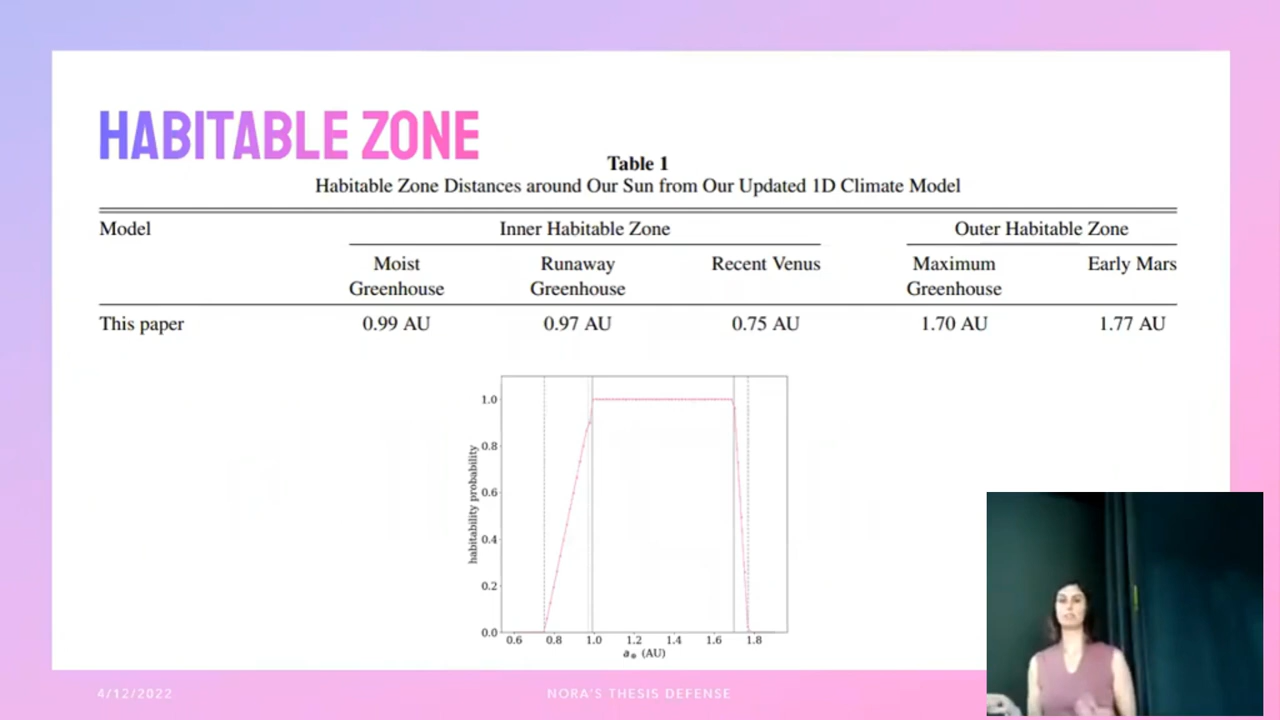 HABITABLE ZONE
Table 1
Habitable Zone Distances around Our Sun from Our Updated 1D Climate Model
Model Inner Habitable Zone Outer Habitable Zone
Moist Runaway Recent Venus Maximum Early Mars
Greenhouse Greenhouse Greenhouse
This paper 0.99 AU 0.97 AU 0.75 AU 1.70 AU 1.77 AU
1.0
0.8
0.6
0.4
0.2
0.0
habitability probability
0.6 0.8 1.0 1.2 1.4 1.6 1.8
(AU)
4/12/2022 NORA'S THESIS DEFENSE